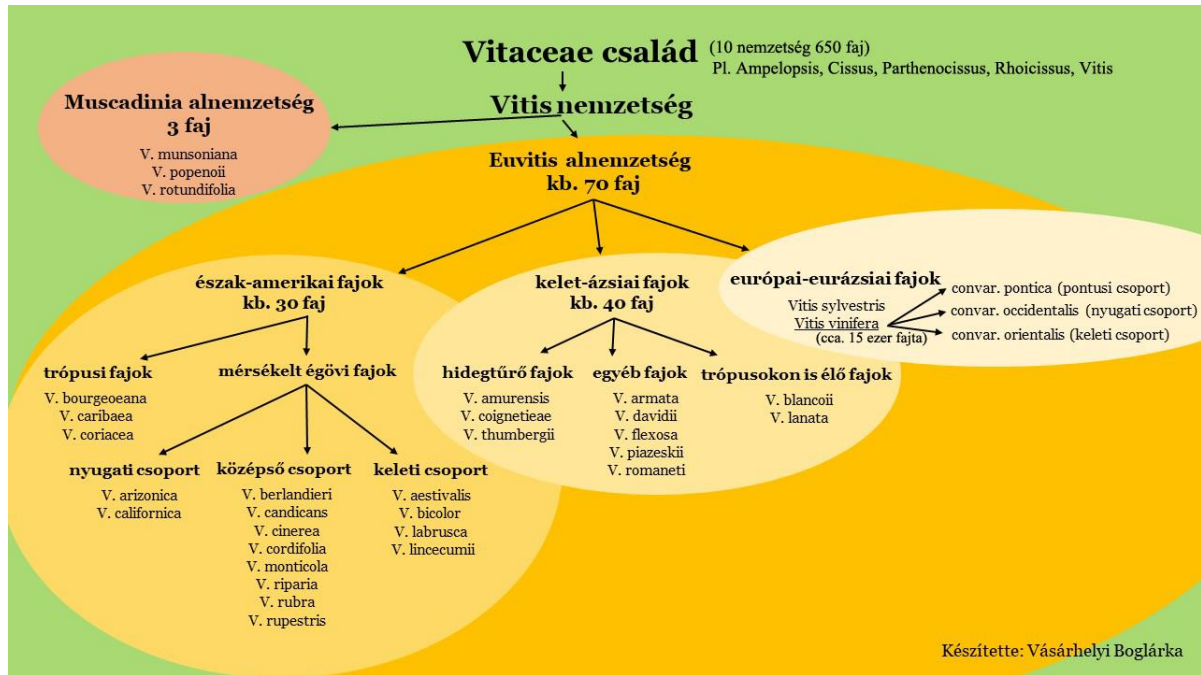 Vitaceae család
(10 nemzetség 650 faj)
Pl. Ampelopsis, Cissus, Parthenocissus, Rhoicissus, Vitis
Vitis nemzetség
Muscadinia alnemzetség
3 faj
V. munsoniana
V. popenoii
V. rotundifolia
Euvitis alnemzetség
kb. 70 faj
észak-amerikai fajok
kb. 30 faj
trópusi fajok
V. bourgeoeana
V. caribaea
V. coriacea
mérsékelt égövi fajok
nyugati csoport
V. arizonica
V. californica
középső csoport
V. berlandieri
V. candicans
V. cinerea
V. cordifolia
V. monticola
V. riparia
V. rubra
V. rupestris
keleti csoport
V. aestivalis
V. bicolor
V. labrusca
V. lincecumii
kelet-ázsiai fajok
kb. 40 faj
hidegtűrő fajok
V. amurensis
V. coignetieae
V. thumbergii
egyéb fajok
V. armata
V. davidii
V. flexosa
V. piazeskii
V. romaneti
trópusokon is élő fajok
V. blancoii
V. lanata
európai-eurázsiai fajok
Vitis sylvestris
Vitis vinifera
(cca. 15 ezer fajta)
convar. pontica (pontusi csoport)
convar. occidentalis (nyugati csoport)
convar. orientalis (keleti csoport)
Készítette: Vásárhelyi Boglárka